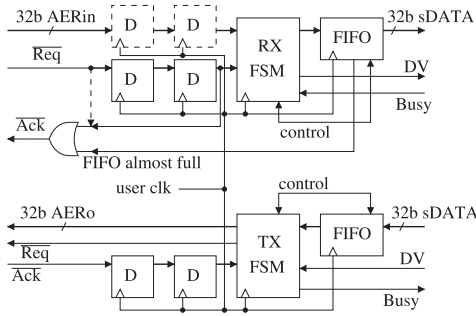 32b AERin
D
D
RX
FSM
FIFO
32b sDATA
Req
D
D
DV
Busy
Ack
control
FIFO almost full
user clk
control
32b AERo
TX
FSM
FIFO
32b sDATA
Req
Ack
D
D
DV
Busy